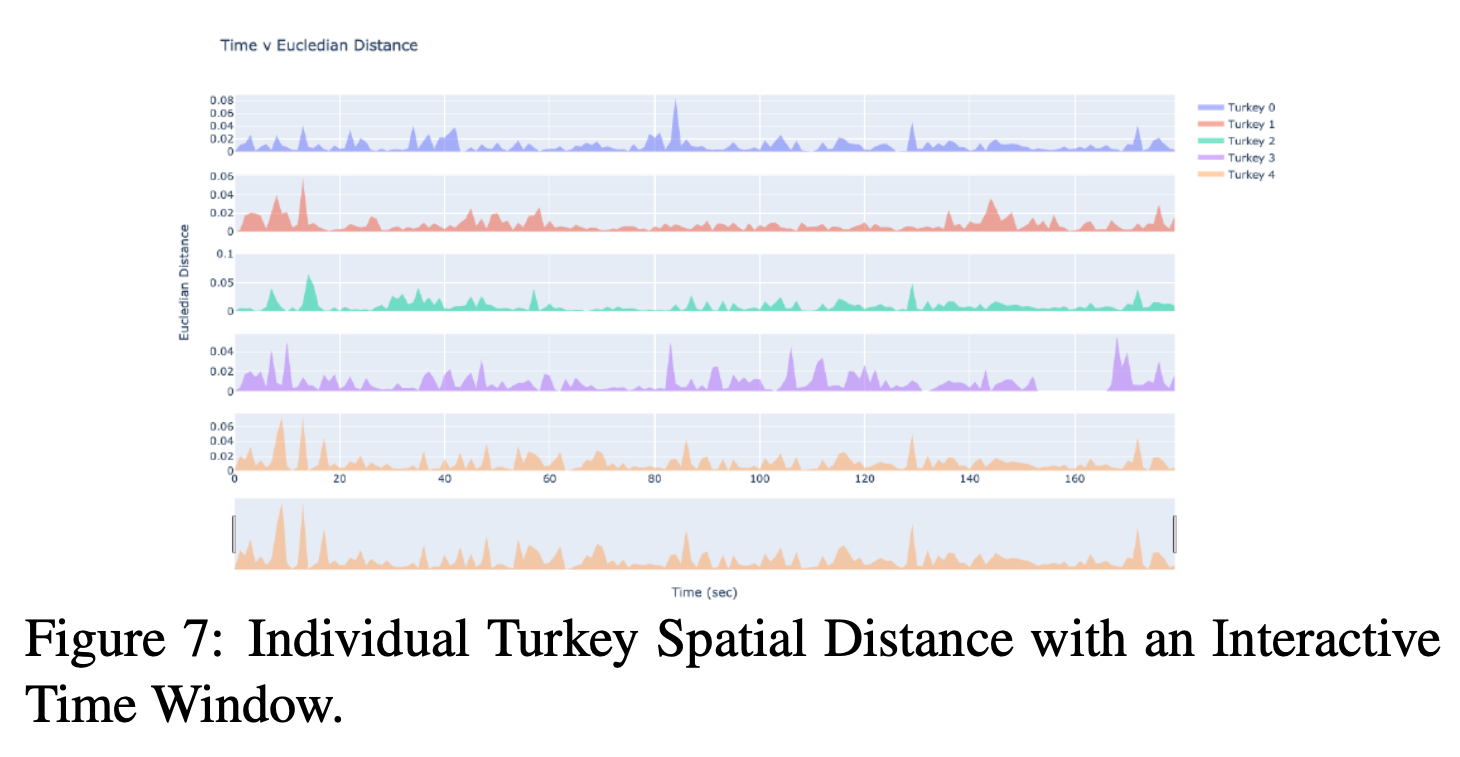 Time v Eucledian Distance
0.08
0.06
0.04
0.02
0
Turkey 0
Turkey 1
Turkey 2
Turkey 3
Turkey 4
0.06
0.04
0.02
0
Eucledian Distance
0.1
0.05
0
0.04
0.02
0
0.06
0.04
0.02
0
0 20 40 60 80 100 120 140 160
Time (sec)
Figure 7: Individual Turkey Spatial Distance with an Interactive
Time Window.